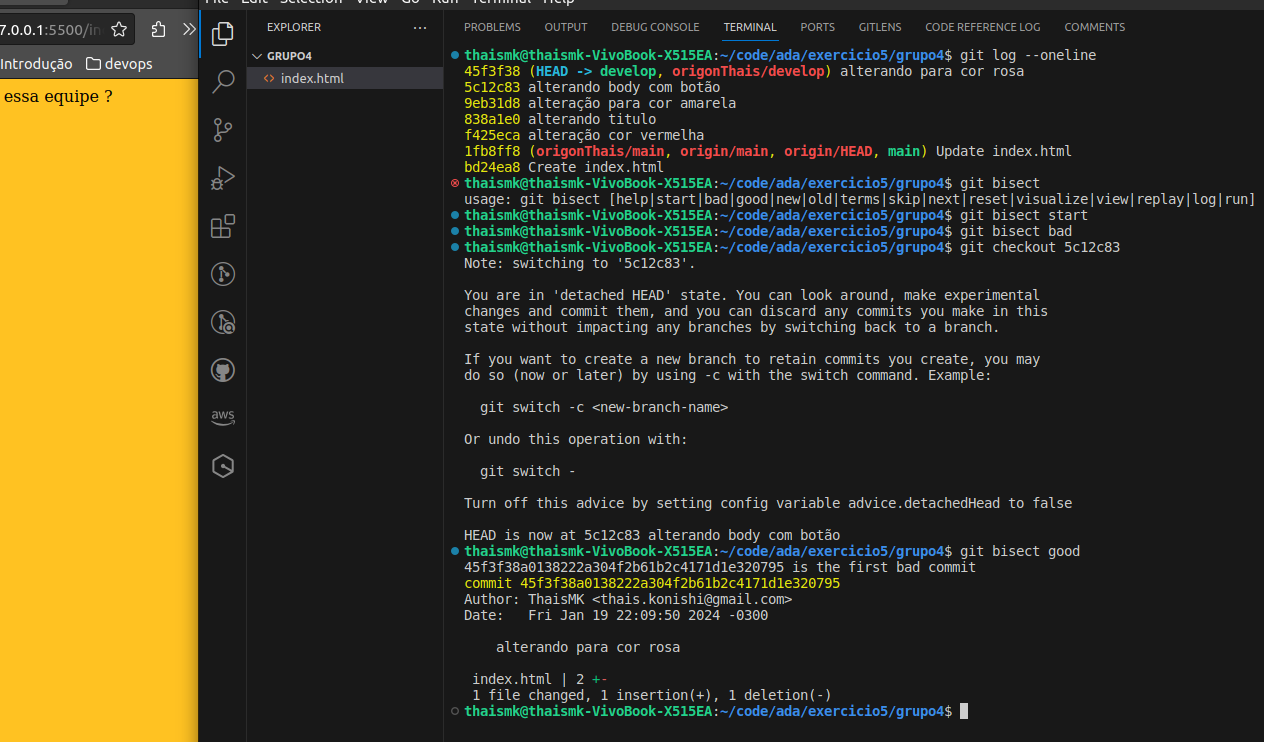 File Edit Selection View Go Run Terminal Help
7.0.0.1:5500/in
Introdução devops
essa equipe ?
EXPLORER
GRUPO4
<> index.html
aws
PROBLEMS OUTPUT DEBUG CONSOLE TERMINAL PORTS GITLENS CODE REFERENCE LOG COMMENTS
thaismk@thaismk-VivoBook-X515EA:~/code/ada/exercicio5/grupo4$ git log --oneline
45f3f38 (HEAD -> develop, origonThais/develop) alterando para cor rosa
5c12c83 alterando body com botão
9eb31d8 alteração para cor amarela
838a1e0 alterando titulo
f425eca alteração cor vermelha
1fb8ff8 (origonThais/main, origin/main, origin/HEAD, main) Update index.html
bd24ea8 Create index.html
thaismk@thaismk-VivoBook-X515EA:~/code/ada/exercicio5/grupo4$ git bisect
usage: git bisect [help|start|bad|good|new|old|terms|skip|next|reset|visualize|view|replay|log|run]
thaismk@thaismk-VivoBook-X515EA:~/code/ada/exercicio5/grupo4$ git bisect start
thaismk@thaismk-VivoBook-X515EA:~/code/ada/exercicio5/grupo4$ git bisect bad
thaismk@thaismk-VivoBook-X515EA:~/code/ada/exercicio5/grupo4$ git checkout 5c12c83
Note: switching to '5c12c83'.
You are in 'detached HEAD' state. You can look around, make experimental
changes and commit them, and you can discard any commits you make in this
state without impacting any branches by switching back to a branch.
If you want to create a new branch to retain commits you create, you may
do so (now or later) by using -c with the switch command. Example:
git switch -c <new-branch-name>
Or undo this operation with:
git switch -
Turn off this advice by setting config variable advice.detachedHead to false
HEAD is now at 5c12c83 alterando body com botão
thaismk@thaismk-VivoBook-X515EA:~/code/ada/exercicio5/grupo4$ git bisect good
45f3f38a0138222a304f2b61b2c4171d1e320795 is the first bad commit
commit 45f3f38a0138222a304f2b61b2c4171d1e320795
Author: ThaisMK <thais.konishi@gmail.com>
Date: Fri Jan 19 22:09:50 2024 -0300
alterando para cor rosa
index.html | 2 +-
1 file changed, 1 insertion(+), 1 deletion(-)
thaismk@thaismk-VivoBook-X515EA:~/code/ada/exercicio5/grupo4$